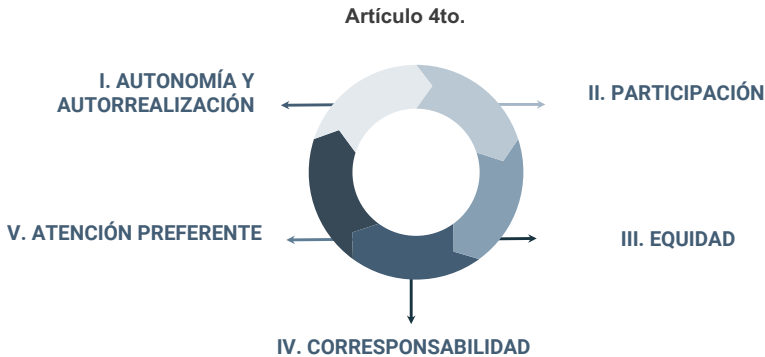 Artículo 4to.
I. AUTONOMÍA Y
AUTORREALIZACIÓN
II. PARTICIPACIÓN
III. EQUIDAD
IV. CORRESPONSABILIDAD
V. ATENCIÓN PREFERENTE